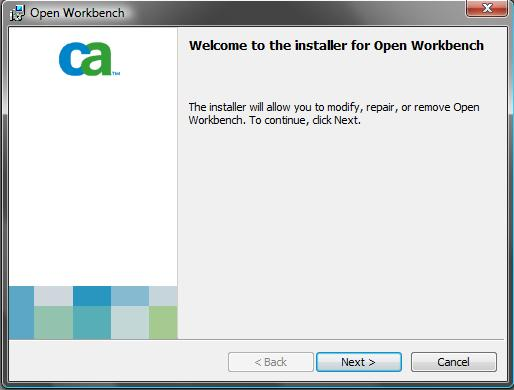 Open Workbench
ca™
Welcome to the installer for Open Workbench
The installer will allow you to modify, repair, or remove Open
Workbench. To continue, click Next.
< Back
Next >
Cancel